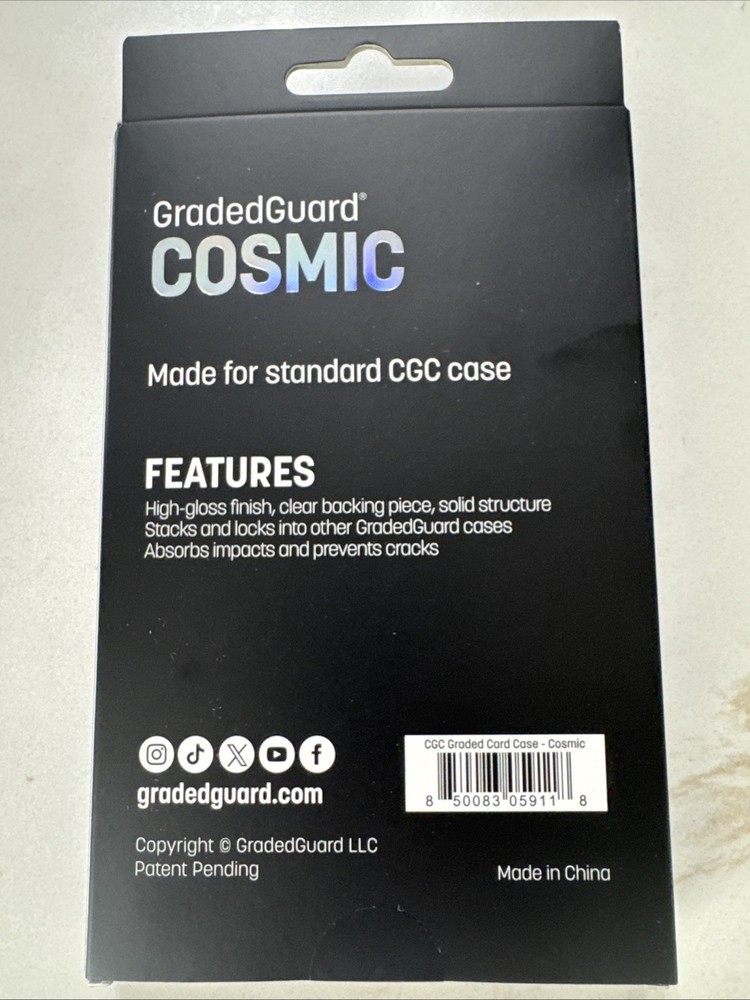 GradedGuard®
COSMIC
Made for standard CGC case
FEATURES
High-gloss finish, clear backing piece, solid structure
Stacks and locks into other GradedGuard cases
Absorbs impacts and prevents cracks
gradedguard.com
CGC Graded Card Case - Cosmic
8 50083 05911 8
Copyright © GradedGuard LLC
Patent Pending
Made in China